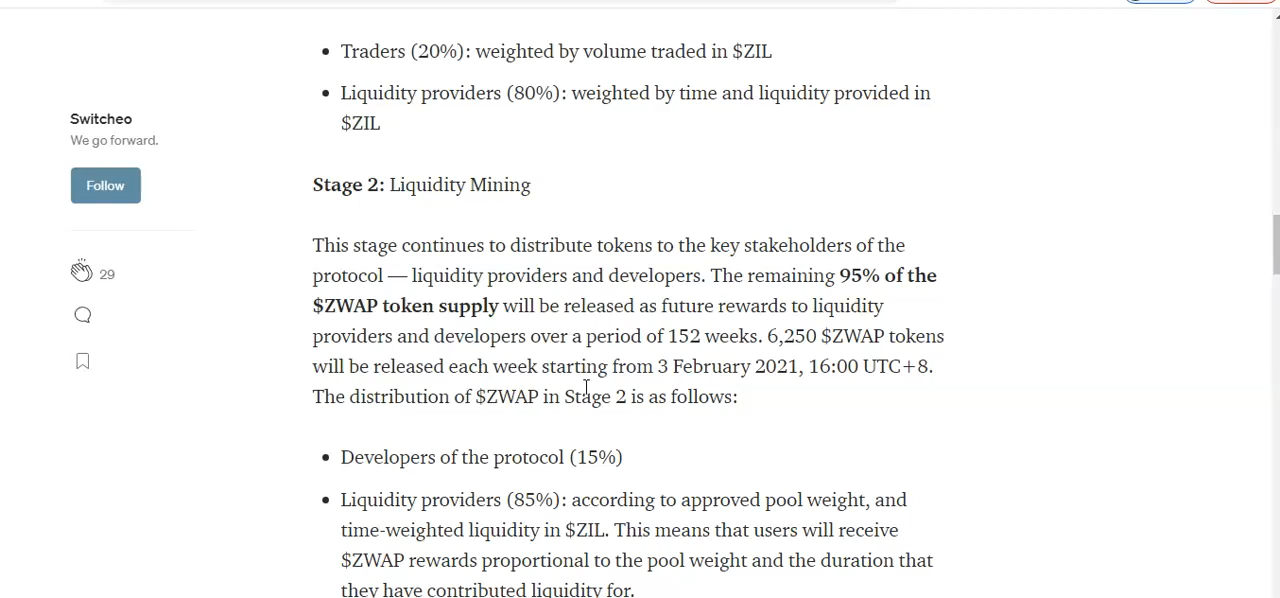 Traders (20%): weighted by volume traded in $ZIL
Liquidity providers (80%): weighted by time and liquidity provided in
$ZIL
Switcheo
We go forward.
Follow
29
Stage 2: Liquidity Mining
This stage continues to distribute tokens to the key stakeholders of the
protocol — liquidity providers and developers. The remaining 95% of the
$ZWAP token supply will be released as future rewards to liquidity
providers and developers over a period of 152 weeks. 6,250 $ZWAP tokens
will be released each week starting from 3 February 2021, 16:00 UTC+8.
The distribution of $ZWAP in Stage 2 is as follows:
Developers of the protocol (15%)
Liquidity providers (85%): according to approved pool weight, and
time-weighted liquidity in $ZIL. This means that users will receive
$ZWAP rewards proportional to the pool weight and the duration that
they have contributed liquidity for.